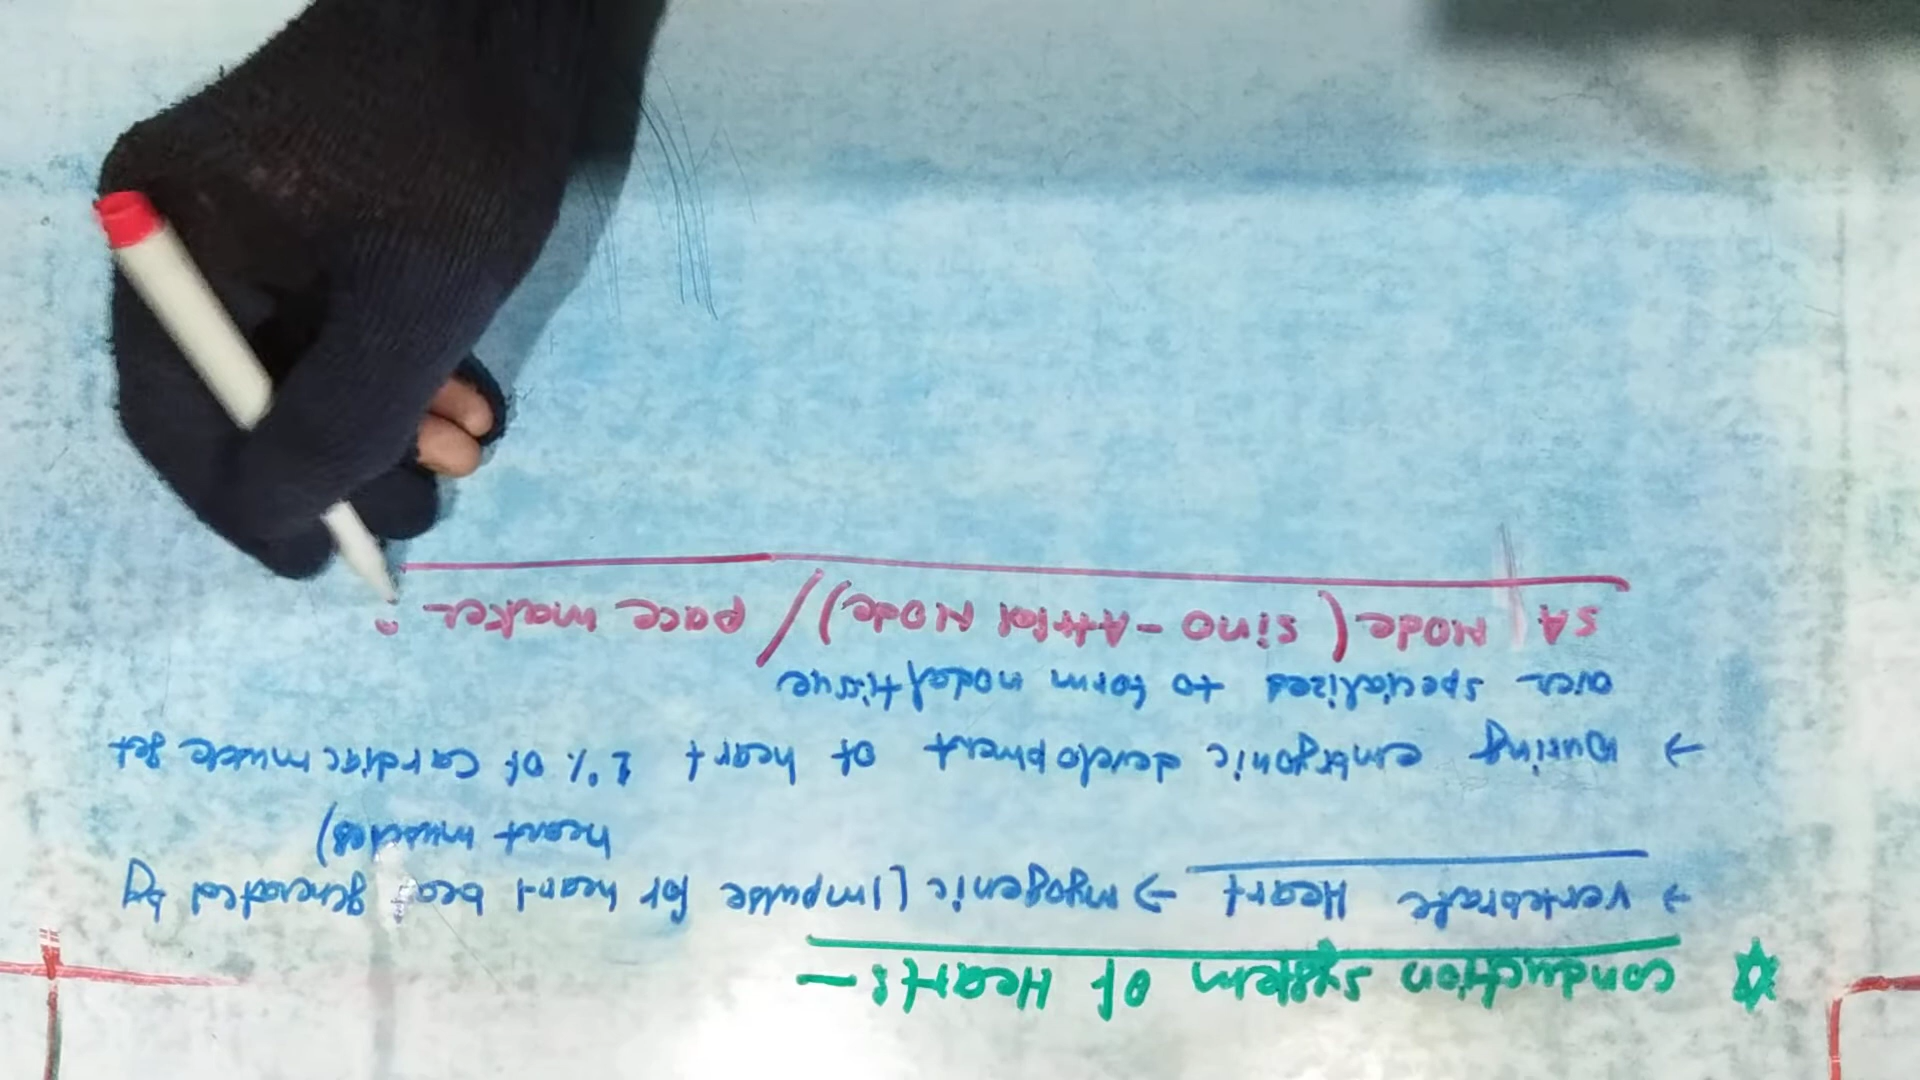 conduction system of Heart:-
→ vertebrate Heart → myogenic (Impulse for heart beat generated by
heart muscles)
→ During embryonic development of heart 1% of cardiac muscle get
over specialized to form nodal tissue
SA Node (Sino-Atrial Node)/ pace maker: